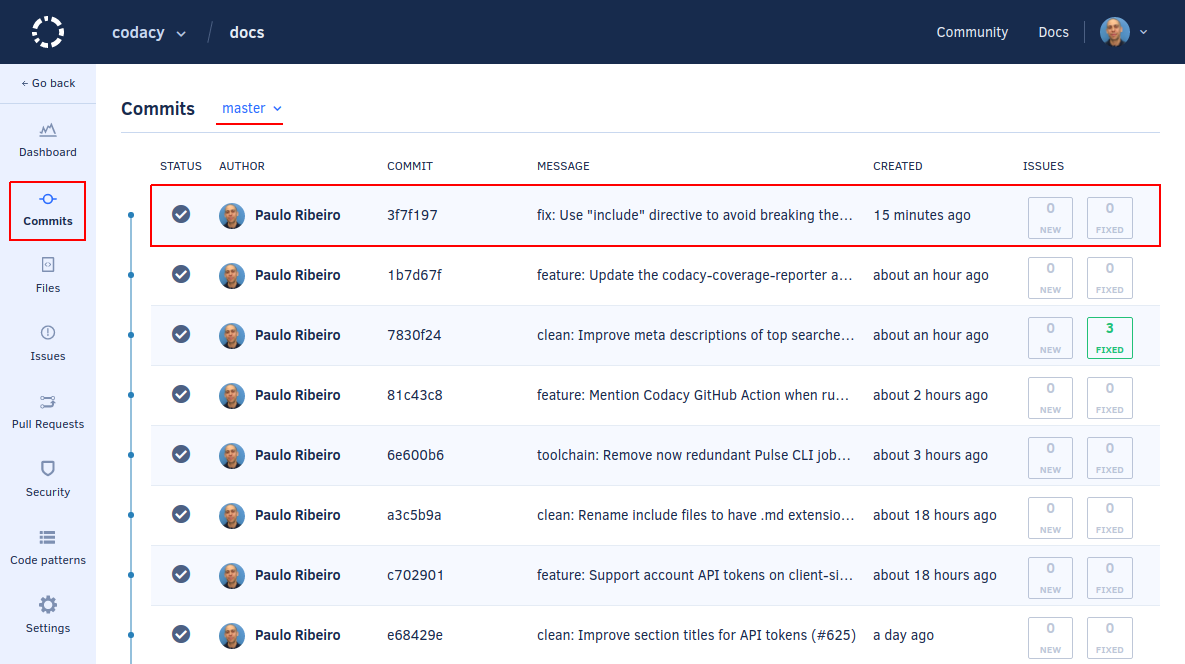 codacy / docs
Community
Docs
← Go back
Dashboard
Commits
Files
Issues
Pull Requests
Security
Code patterns
Settings
Commits master
STATUS AUTHOR COMMIT MESSAGE CREATED ISSUES
Paulo Ribeiro 3f7f197 fix: Use "include" directive to avoid breaking the... 15 minutes ago 0 NEW 0 FIXED
Paulo Ribeiro 1b7d67f feature: Update the codacy-coverage-reporter a... about an hour ago 0 NEW 0 FIXED
Paulo Ribeiro 7830f24 clean: Improve meta descriptions of top searche... about an hour ago 0 NEW 3 FIXED
Paulo Ribeiro 81c43c8 feature: Mention Codacy GitHub Action when ru... about 2 hours ago 0 NEW 0 FIXED
Paulo Ribeiro 6e600b6 toolchain: Remove now redundant Pulse CLI job... about 3 hours ago 0 NEW 0 FIXED
Paulo Ribeiro a3c5b9a clean: Rename include files to have .md extensio... about 18 hours ago 0 NEW 0 FIXED
Paulo Ribeiro c702901 feature: Support account API tokens on client-si... about 18 hours ago 0 NEW 0 FIXED
Paulo Ribeiro e68429e clean: Improve section titles for API tokens (#625) a day ago 0 NEW 0 FIXED